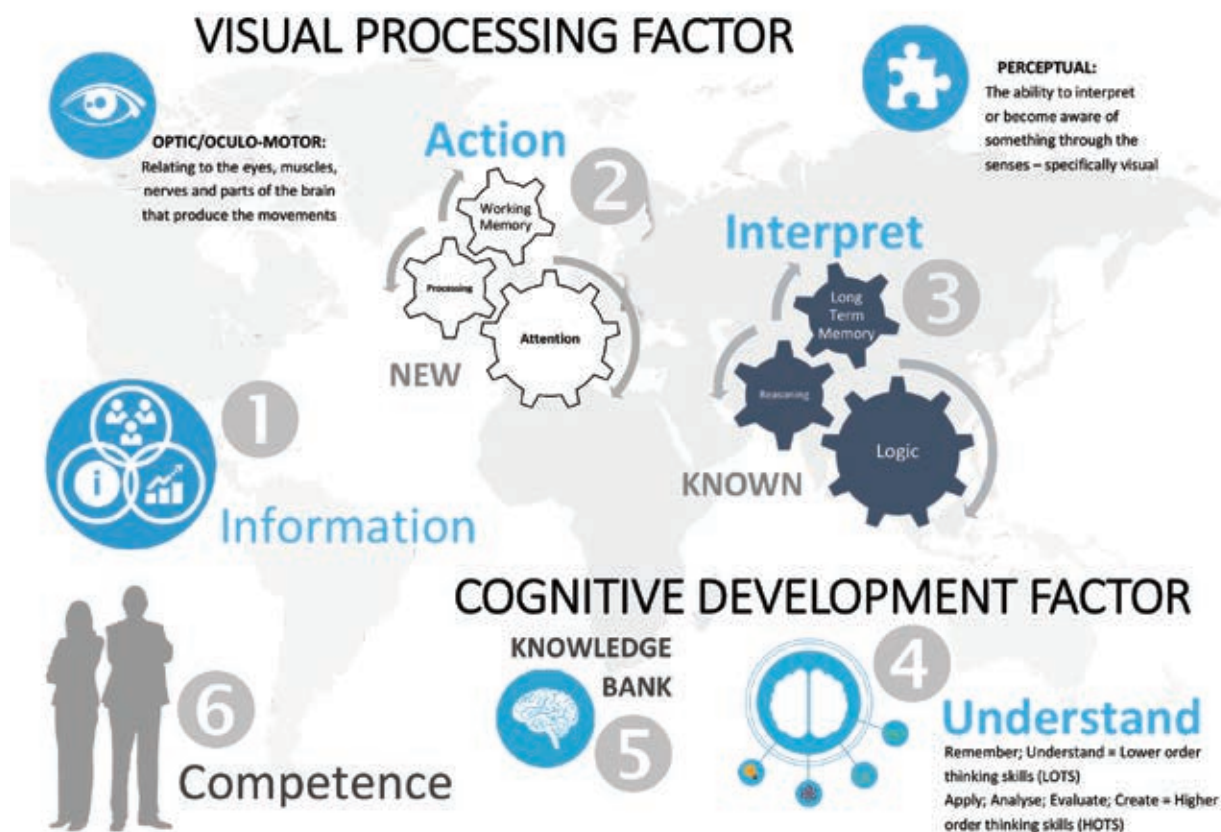 VISUAL PROCESSING FACTOR
OPTIC/OCULO-MOTOR:
Relating to the eyes, muscles,
nerves and parts of the brain
that produce the movements
PERCEPTUAL:
The ability to interpret
or become aware of
something through the
senses – specifically visual
Action
2
Working
Memory
Processing
Attention
NEW
Interpret
3
Long
Term
Memory
Reasoning
Logic
KNOWN
1
i
Information
COGNITIVE DEVELOPMENT FACTOR
KNOWLEDGE
BANK
5
4
Understand
Remember; Understand = Lower order
thinking skills (LOTS)
Apply; Analyse; Evaluate; Create = Higher
order thinking skills (HOTS)
6
Competence